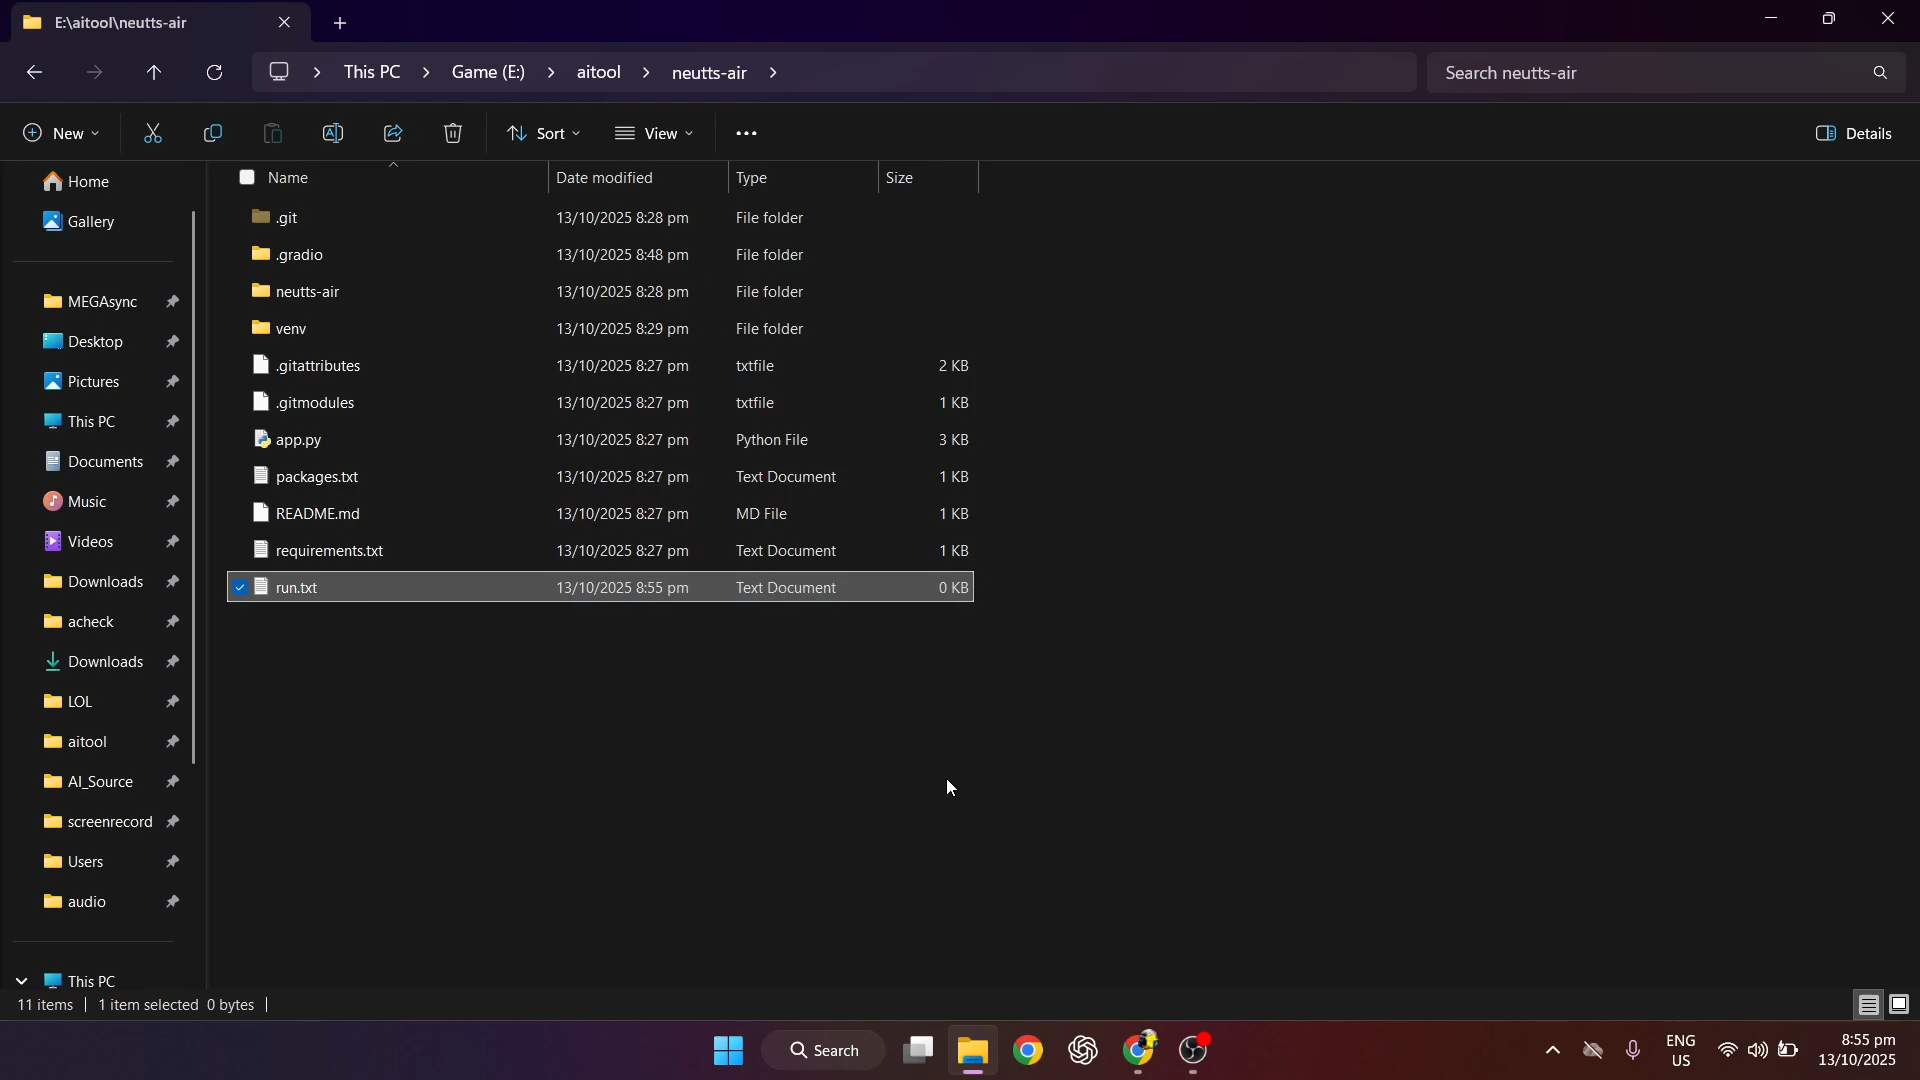 E:\aitool\neutts-air
This PC > Game (E:) > aitool > neutts-air >
Search neutts-air
New
Sort
View
Details
Home
Gallery
MEGAsync
Desktop
Pictures
This PC
Documents
Music
Videos
Downloads
acheck
Downloads
LOL
aitool
AI_Source
screenrecord
Users
audio
This PC
Name Date modified Type Size
.git 13/10/2025 8:28 pm File folder
.gradio 13/10/2025 8:48 pm File folder
neutts-air 13/10/2025 8:28 pm File folder
venv 13/10/2025 8:29 pm File folder
.gitattributes 13/10/2025 8:27 pm txtfile 2 KB
.gitmodules 13/10/2025 8:27 pm txtfile 1 KB
app.py 13/10/2025 8:27 pm Python File 3 KB
packages.txt 13/10/2025 8:27 pm Text Document 1 KB
README.md 13/10/2025 8:27 pm MD File 1 KB
requirements.txt 13/10/2025 8:27 pm Text Document 1 KB
run.txt 13/10/2025 8:55 pm Text Document 0 KB
11 items | 1 item selected 0 bytes |
Search
ENG
US
8:55 pm
13/10/2025